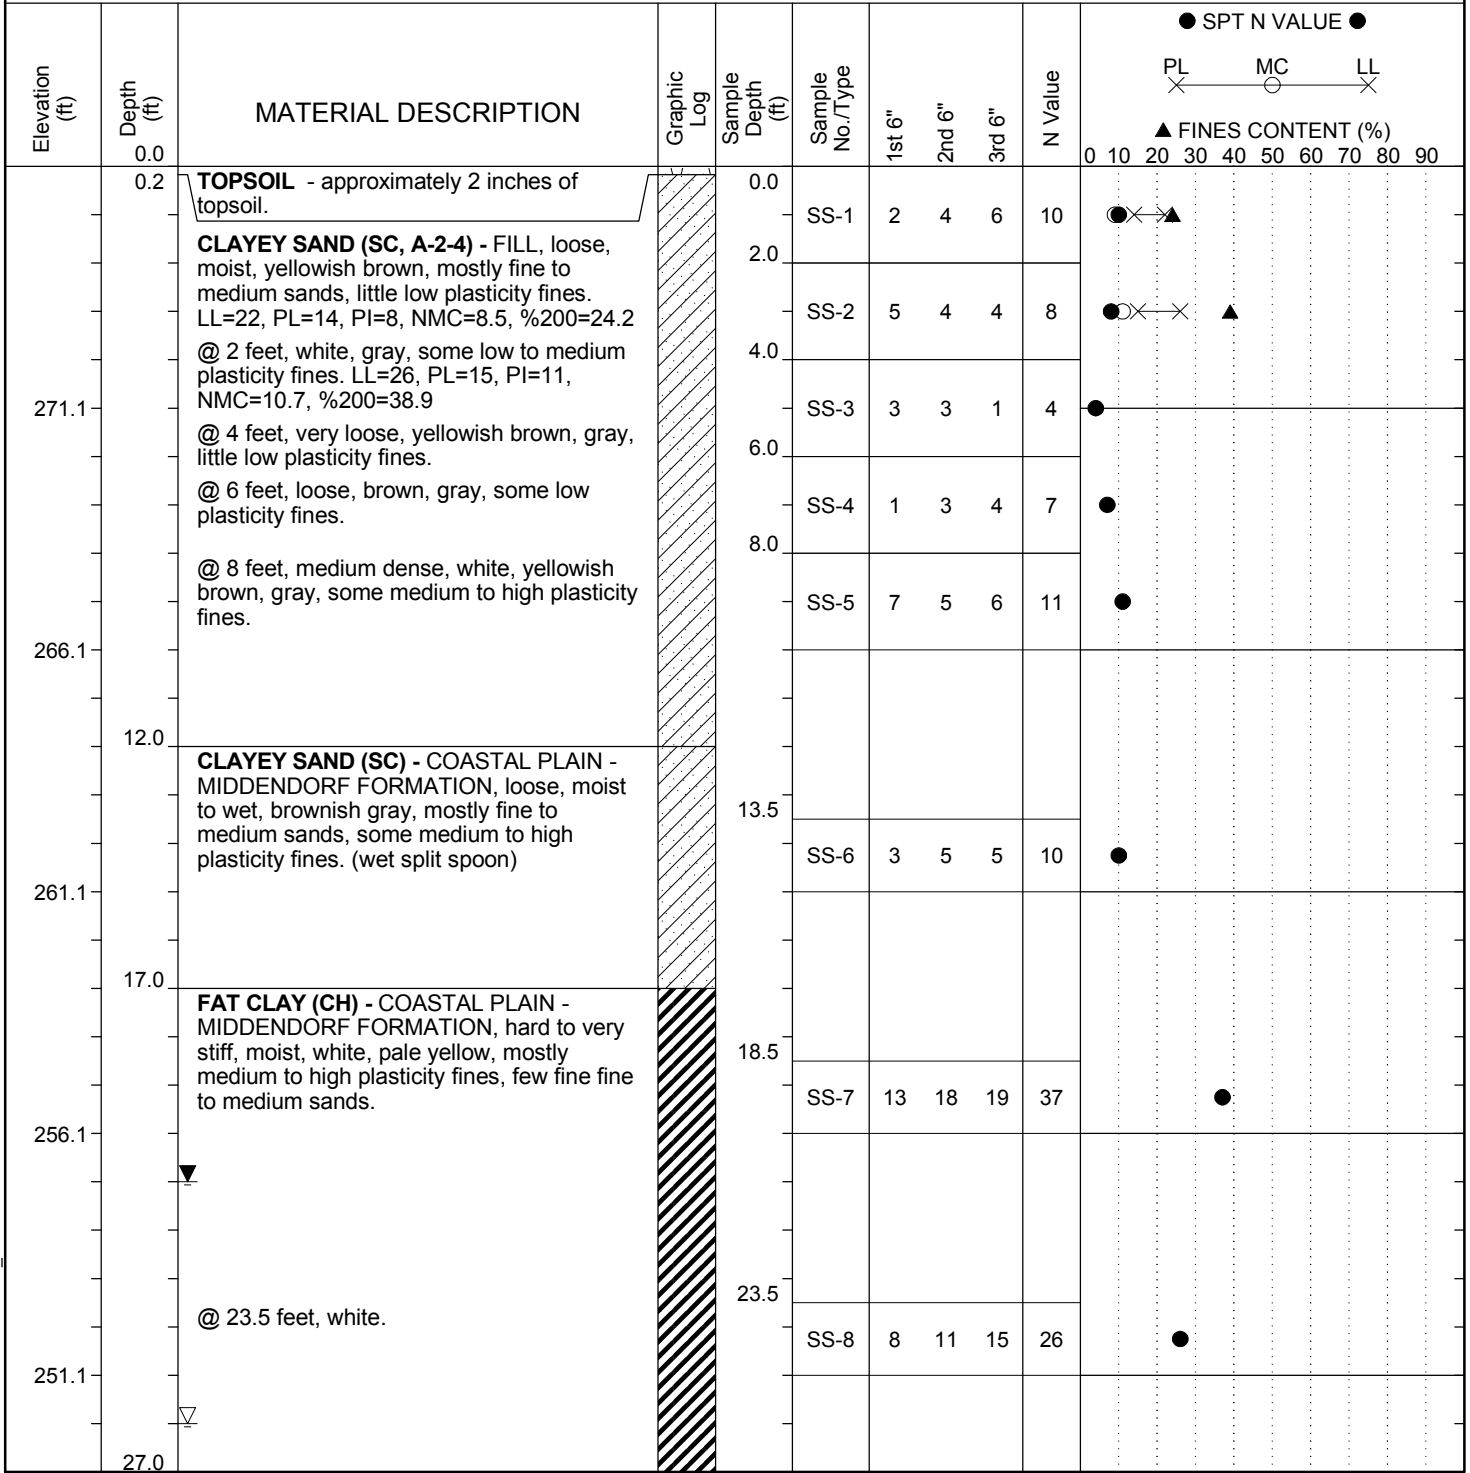 ● SPT N VALUE ●
PL MC LL
▲ FINES CONTENT (%)
0 10 20 30 40 50 60 70 80 90
Elevation
(ft)
Depth
(ft)
0.0
MATERIAL DESCRIPTION
Graphic
Log
Sample
Depth
(ft)
Sample
No./Type
1st 6"
2nd 6"
3rd 6"
N Value
0.2
TOPSOIL - approximately 2 inches of
topsoil.
0.0
SS-1 2 4 6 10
CLAYEY SAND (SC, A-2-4) - FILL, loose,
moist, yellowish brown, mostly fine to
medium sands, little low plasticity fines.
LL=22, PL=14, PI=8, NMC=8.5, %200=24.2
2.0
SS-2 5 4 4 8
@ 2 feet, white, gray, some low to medium
plasticity fines. LL=26, PL=15, PI=11,
NMC=10.7, %200=38.9
4.0
271.1
SS-3 3 3 1 4
@ 4 feet, very loose, yellowish brown, gray,
little low plasticity fines.
6.0
@ 6 feet, loose, brown, gray, some low
plasticity fines.
SS-4 1 3 4 7
8.0
@ 8 feet, medium dense, white, yellowish
brown, gray, some medium to high plasticity
fines.
SS-5 7 5 6 11
266.1
12.0
CLAYEY SAND (SC) - COASTAL PLAIN -
MIDDENDORF FORMATION, loose, moist
to wet, brownish gray, mostly fine to
medium sands, some medium to high
plasticity fines. (wet split spoon)
13.5
SS-6 3 5 5 10
261.1
17.0
FAT CLAY (CH) - COASTAL PLAIN -
MIDDENDORF FORMATION, hard to very
stiff, moist, white, pale yellow, mostly
medium to high plasticity fines, few fine fine
to medium sands.
18.5
SS-7 13 18 19 37
256.1
23.5
@ 23.5 feet, white.
SS-8 8 11 15 26
251.1
27.0